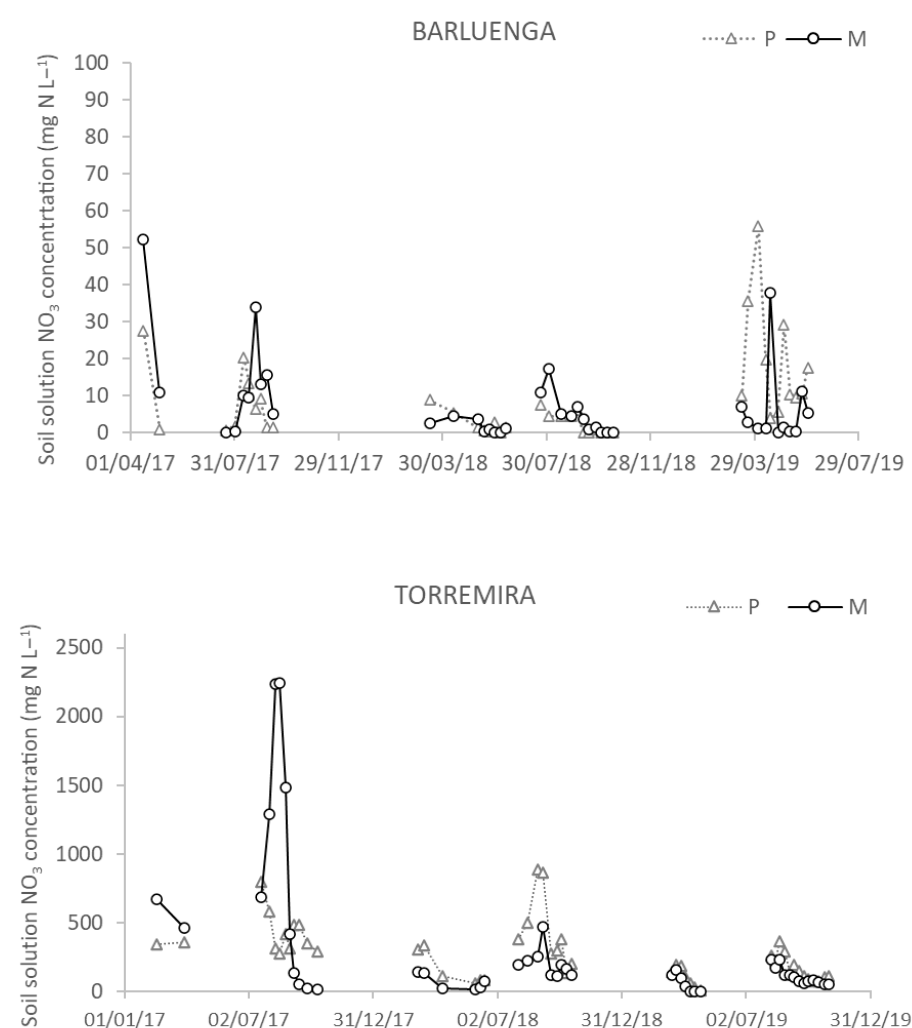 BARLUENGA
P M
Soil solution NO₃ concentrtation (mg N L⁻¹)
100
90
80
70
60
50
40
30
20
10
0
01/04/17 31/07/17 29/11/17 30/03/18 30/07/18 28/11/18 29/03/19 29/07/19
TORREMIRA
P M
Soil solution NO₃ concentration (mg N L⁻¹)
2500
2000
1500
1000
500
0
01/01/17 02/07/17 31/12/17 02/07/18 31/12/18 02/07/19 31/12/19